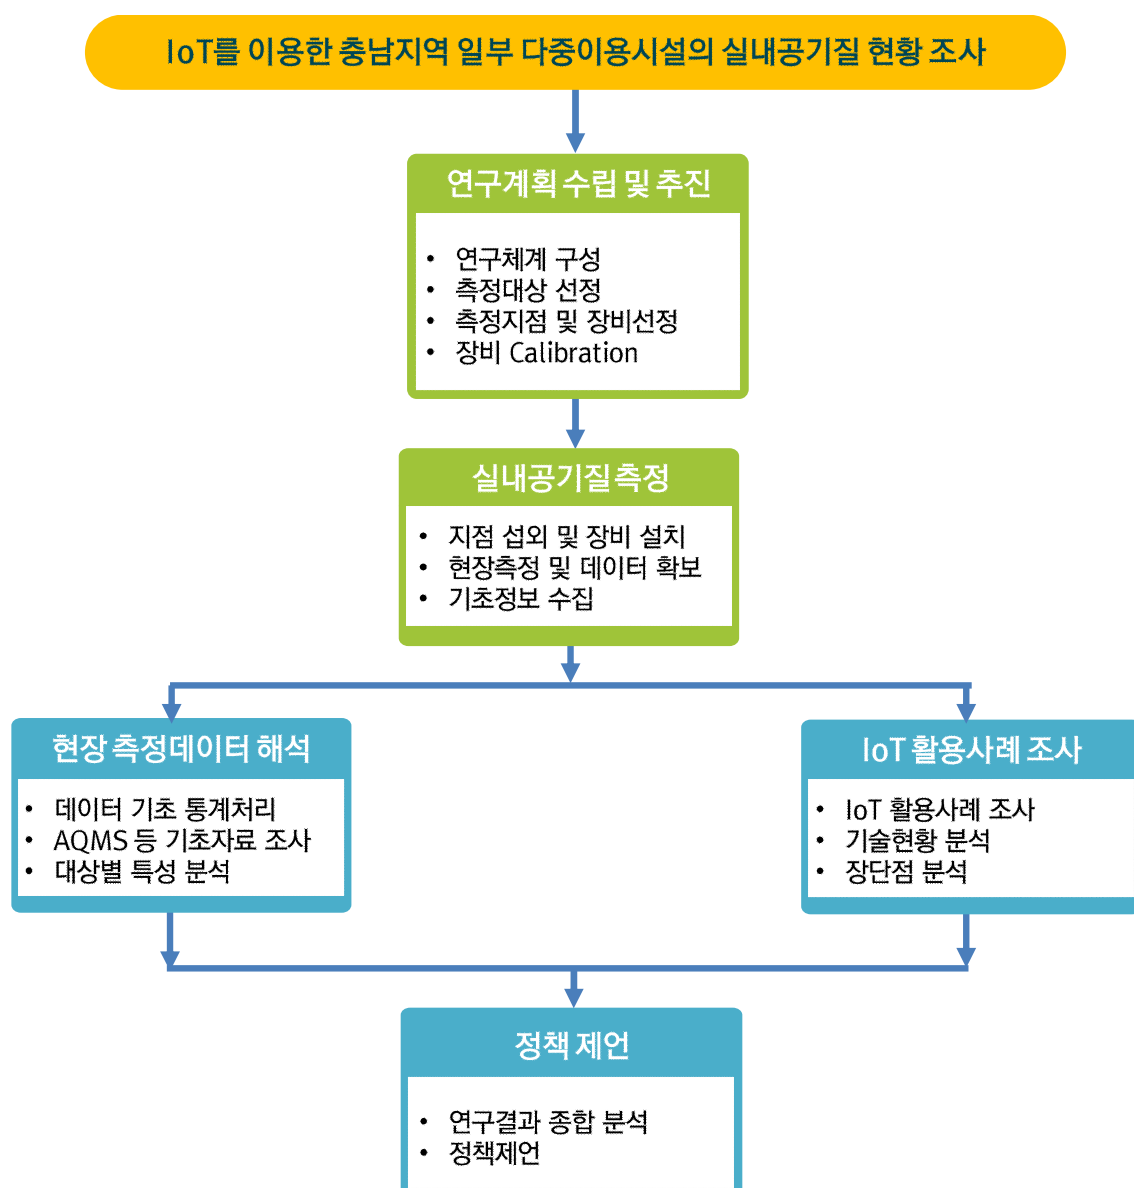 IoT를 이용한 충남지역 일부 다중이용시설의 실내공기질 현황 조사
연구계획 수립 및 추진
• 연구체계 구성
• 측정대상 선정
• 측정지점 및 장비선정
• 장비 Calibration
실내공기질 측정
• 지점 섭외 및 장비 설치
• 현장측정 및 데이터 확보
• 기초정보 수집
현장 측정데이터 해석
• 데이터 기초 통계처리
• AQMS 등 기초자료 조사
• 대상별 특성 분석
IoT 활용사례 조사
• IoT 활용사례 조사
• 기술현황 분석
• 장단점 분석
정책 제언
• 연구결과 종합 분석
• 정책제언